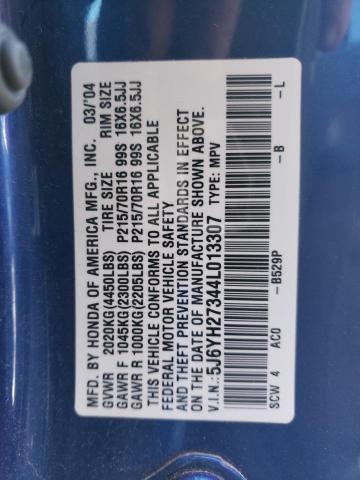 MFD. BY HONDA OF AMERICA MFG., INC. 03/'04
GVWR 2020KG(4450LBS) TIRE SIZE RIM SIZE
GAWR F 1045KG(2300LBS) P215/70R16 99S 16X6.5JJ
GAWR R 1000KG(2205LBS) P215/70R16 99S 16X6.5JJ
THIS VEHICLE CONFORMS TO ALL APPLICABLE
FEDERAL MOTOR VEHICLE SAFETY
AND THEFT PREVENTION STANDARDS IN EFFECT
ON THE DATE OF MANUFACTURE SHOWN ABOVE.
V.I.N.: 5J6YH27344L013307 TYPE: MPV
SCW 4 AC0 -B529P -B -L